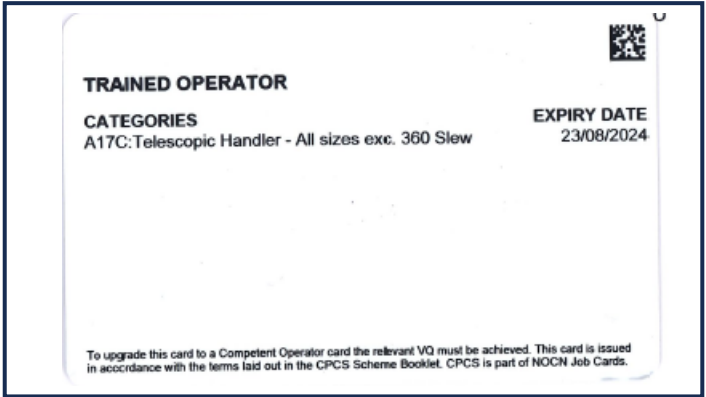 TRAINED OPERATOR
CATEGORIES
EXPIRY DATE
A17C:Telescopic Handler - All sizes exc. 360 Slew
23/08/2024
To upgrade this card to a Competent Operator card the relevant VQ must be achieved. This card is issued
in accordance with the terms laid out in the CPCS Scheme Booklet. CPCS is part of NOCN Job Cards.